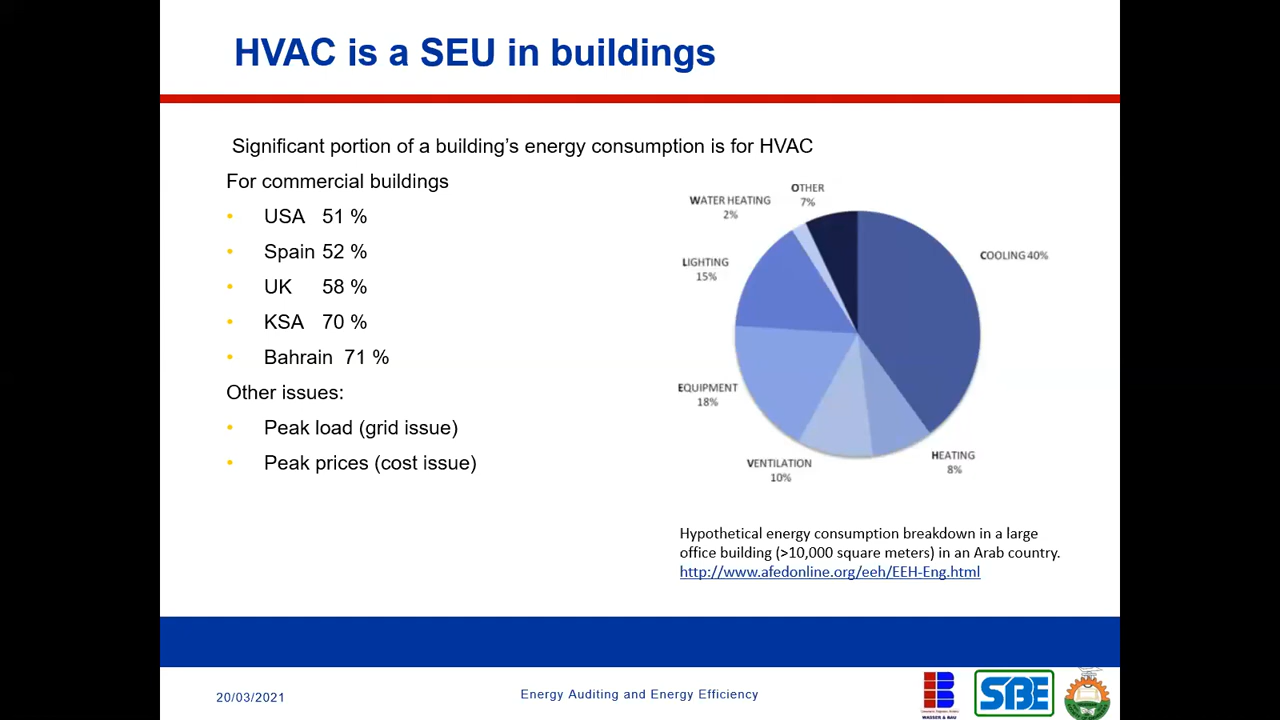 HVAC is a SEU in buildings
Significant portion of a building’s energy consumption is for HVAC
For commercial buildings
• USA 51 %
• Spain 52 %
• UK 58 %
• KSA 70 %
• Bahrain 71 %
Other issues:
• Peak load (grid issue)
• Peak prices (cost issue)
OTHER
7%
WATER HEATING
2%
LIGHTING
15%
COOLING 40%
EQUIPMENT
18%
VENTILATION
10%
HEATING
8%
Hypothetical energy consumption breakdown in a large
office building (>10,000 square meters) in an Arab country.
http://www.afedonline.org/eeh/EEH-Eng.html
20/03/2021
Energy Auditing and Energy Efficiency
WAUSER & BAU
SBE